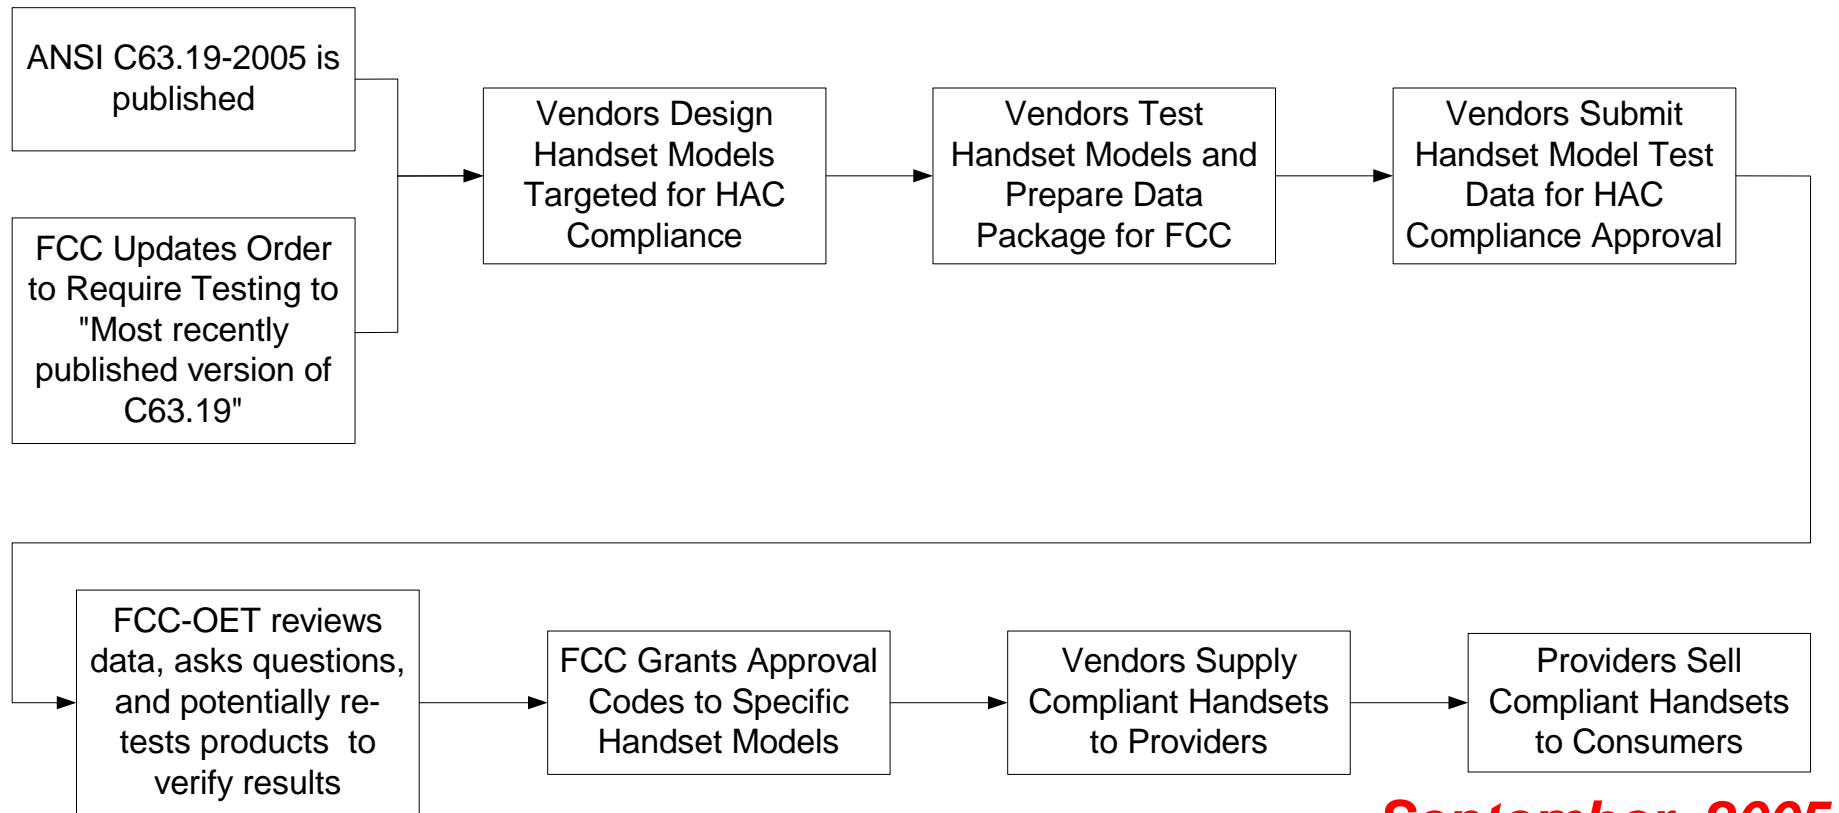 ANSI C63.19-2005 is
published
FCC Updates Order
to Require Testing to
"Most recently
published version of
C63.19"
Vendors Design
Handset Models
Targeted for HAC
Compliance
Vendors Test
Handset Models and
Prepare Data
Package for FCC
Vendors Submit
Handset Model Test
Data for HAC
Compliance Approval
FCC-OET reviews
data, asks questions,
and potentially re-
tests products to
verify results
FCC Grants Approval
Codes to Specific
Handset Models
Vendors Supply
Compliant Handsets
to Providers
Providers Sell
Compliant Handsets
to Consumers
September, 2005